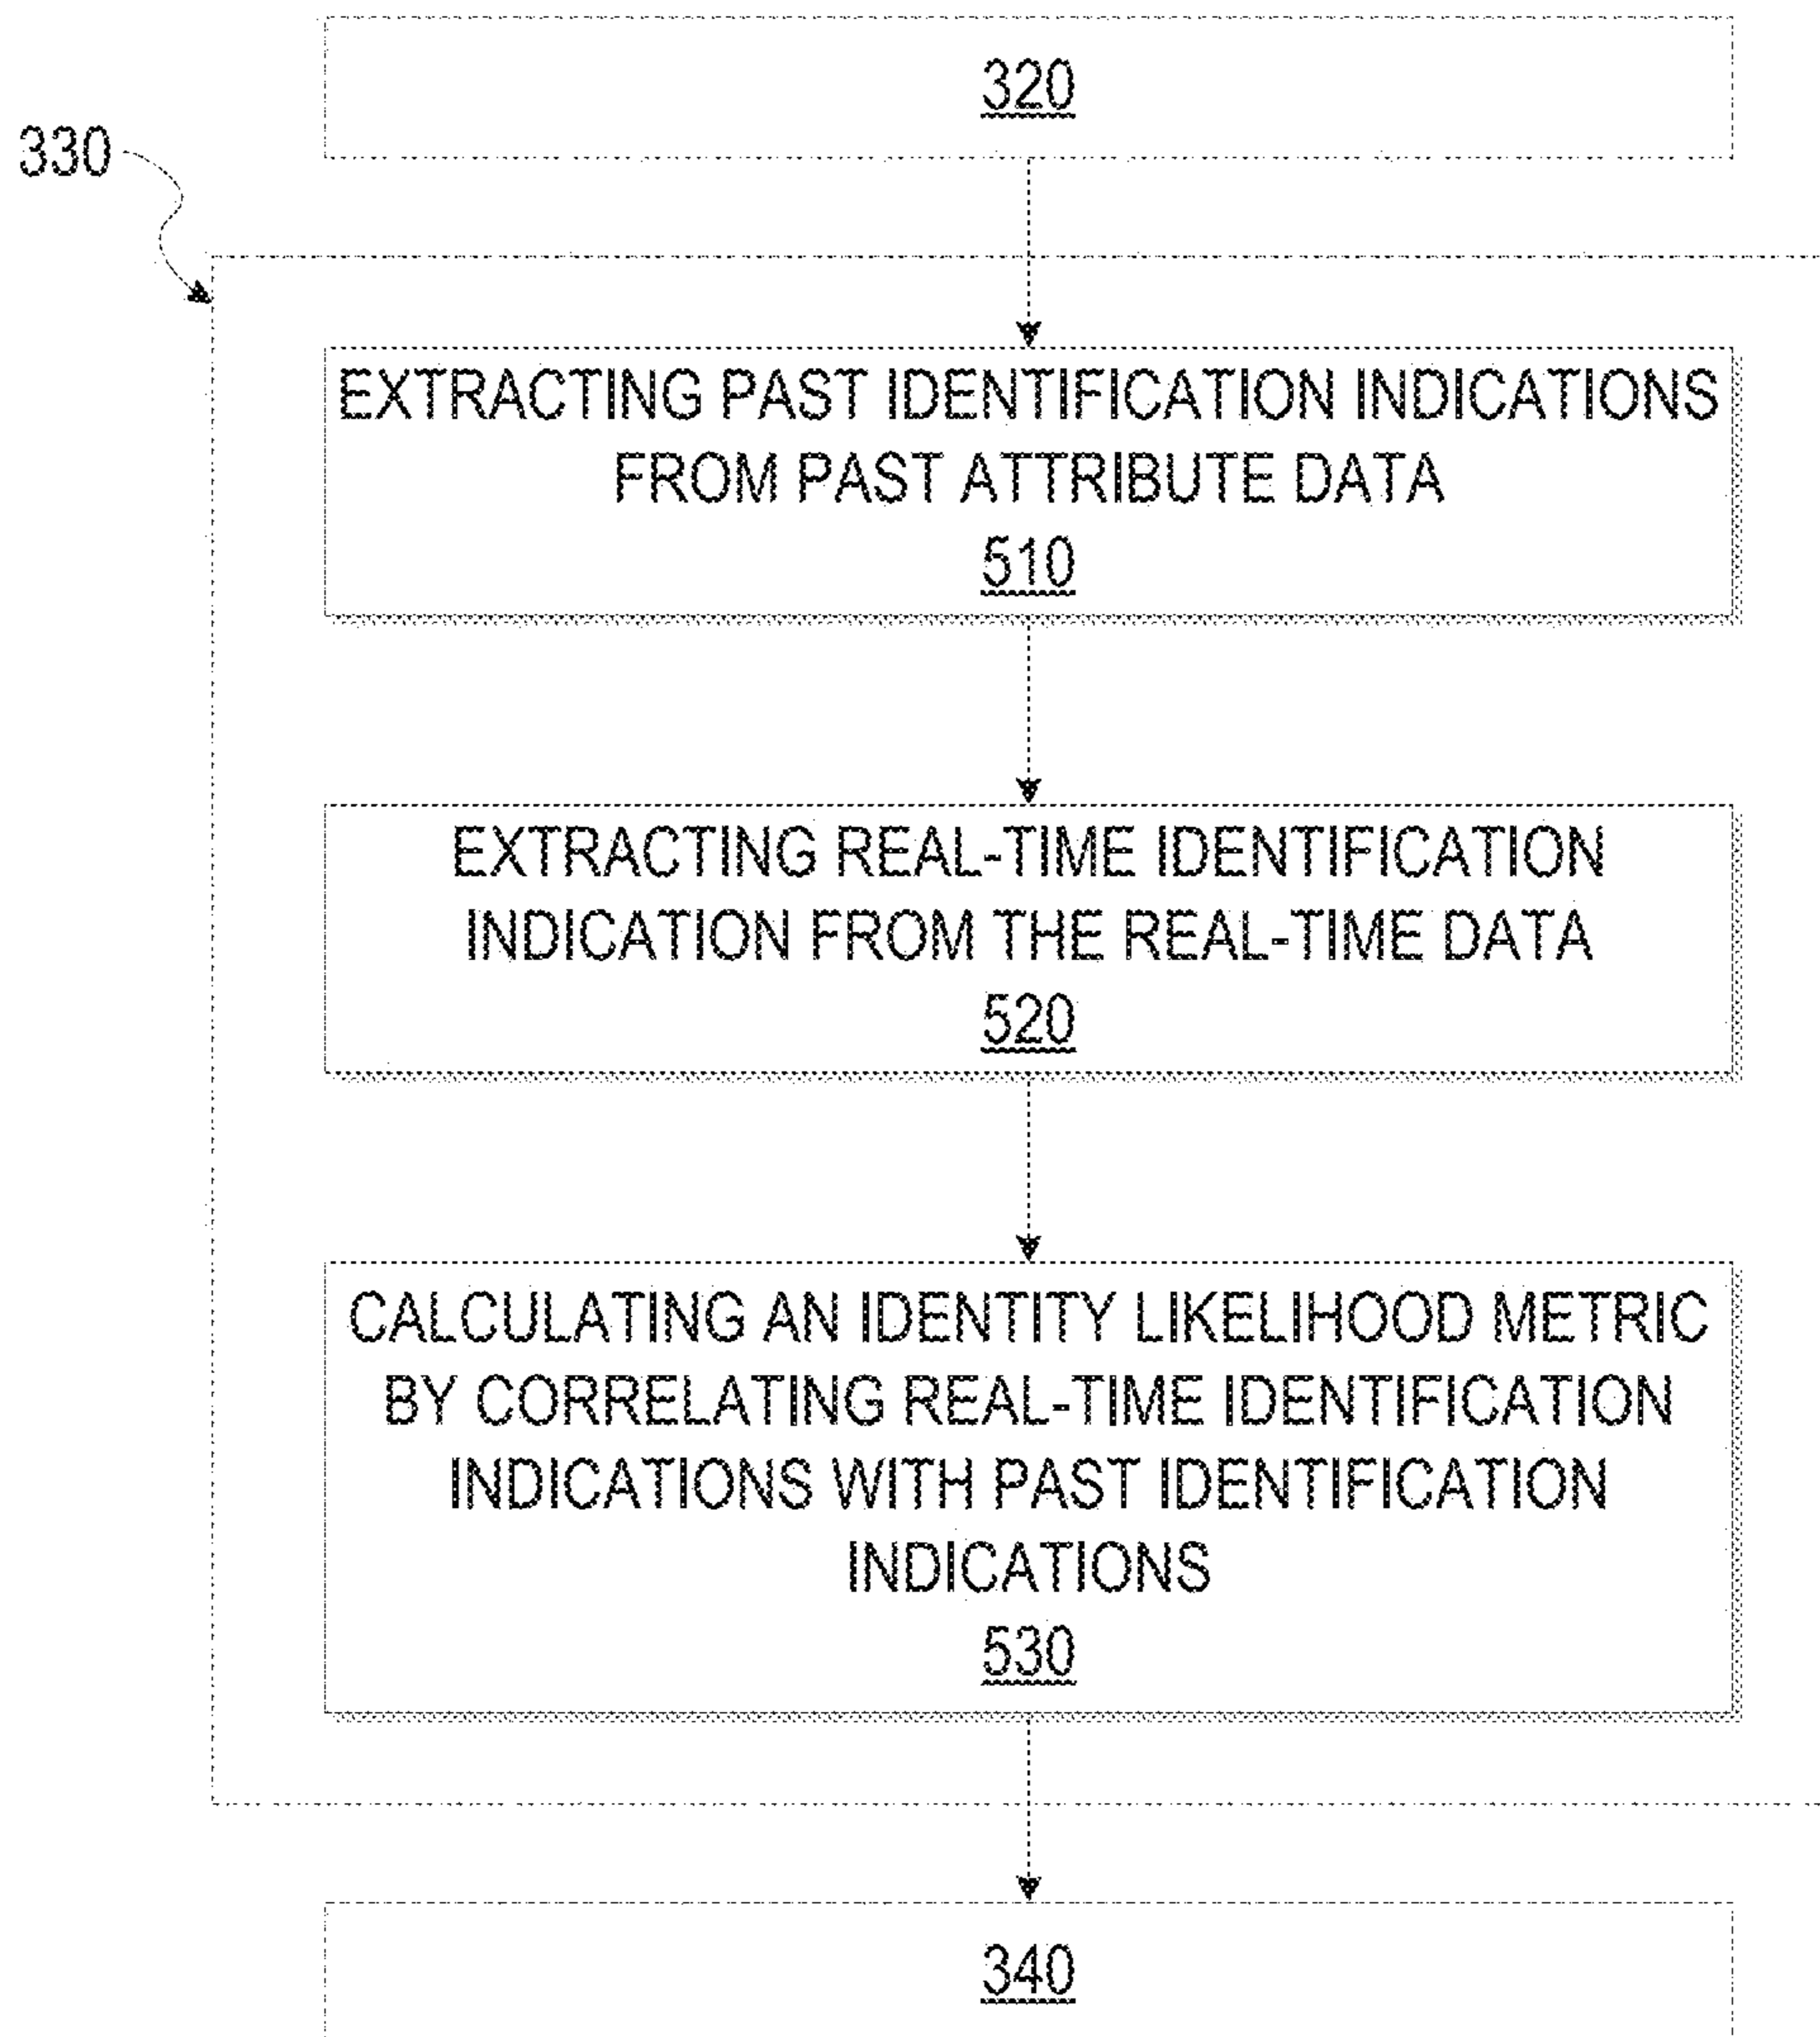 320
330
EXTRACTING PAST IDENTIFICATION INDICATIONS
FROM PAST ATTRIBUTE DATA
510
EXTRACTING REAL-TIME IDENTIFICATION
INDICATION FROM THE REAL-TIME DATA
520
CALCULATING AN IDENTITY LIKELIHOOD METRIC
BY CORRELATING REAL-TIME IDENTIFICATION
INDICATIONS WITH PAST IDENTIFICATION
INDICATIONS
530
340